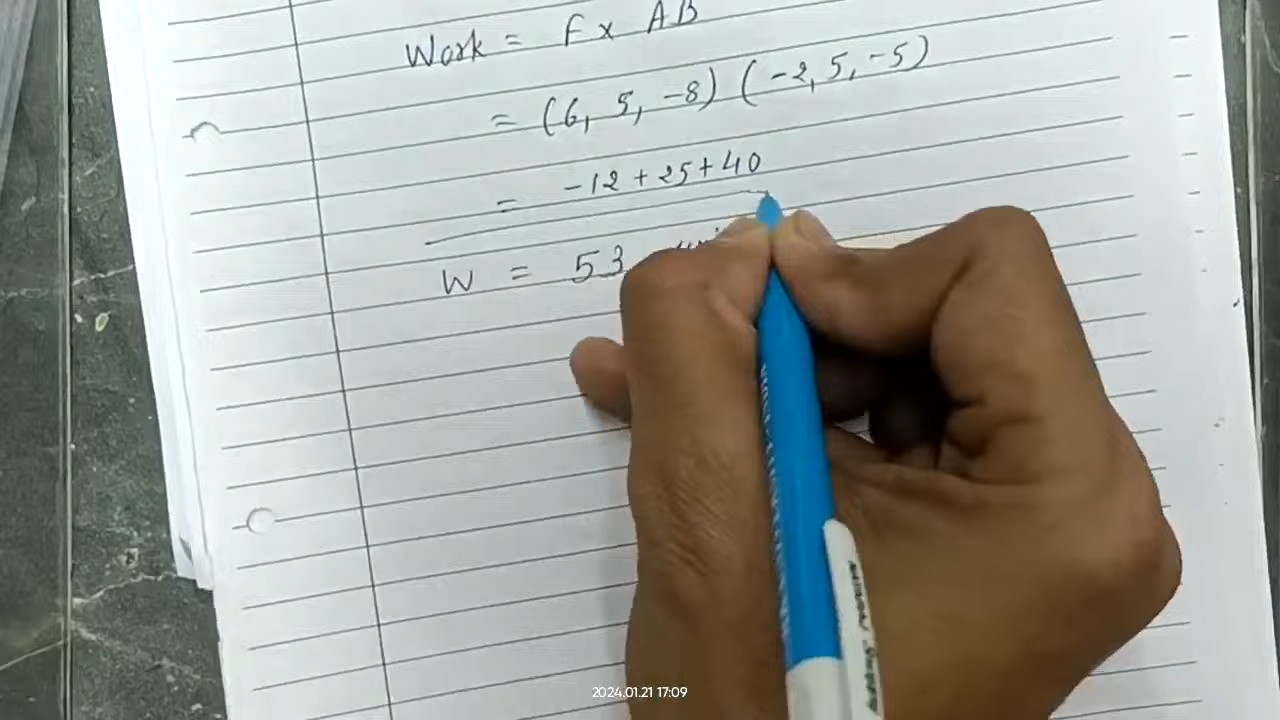 Work = F x AB
= (6, 5, -8) (-2, 5, -5)
= -12 + 25 + 40
W = 53
2024.01.21 17:09